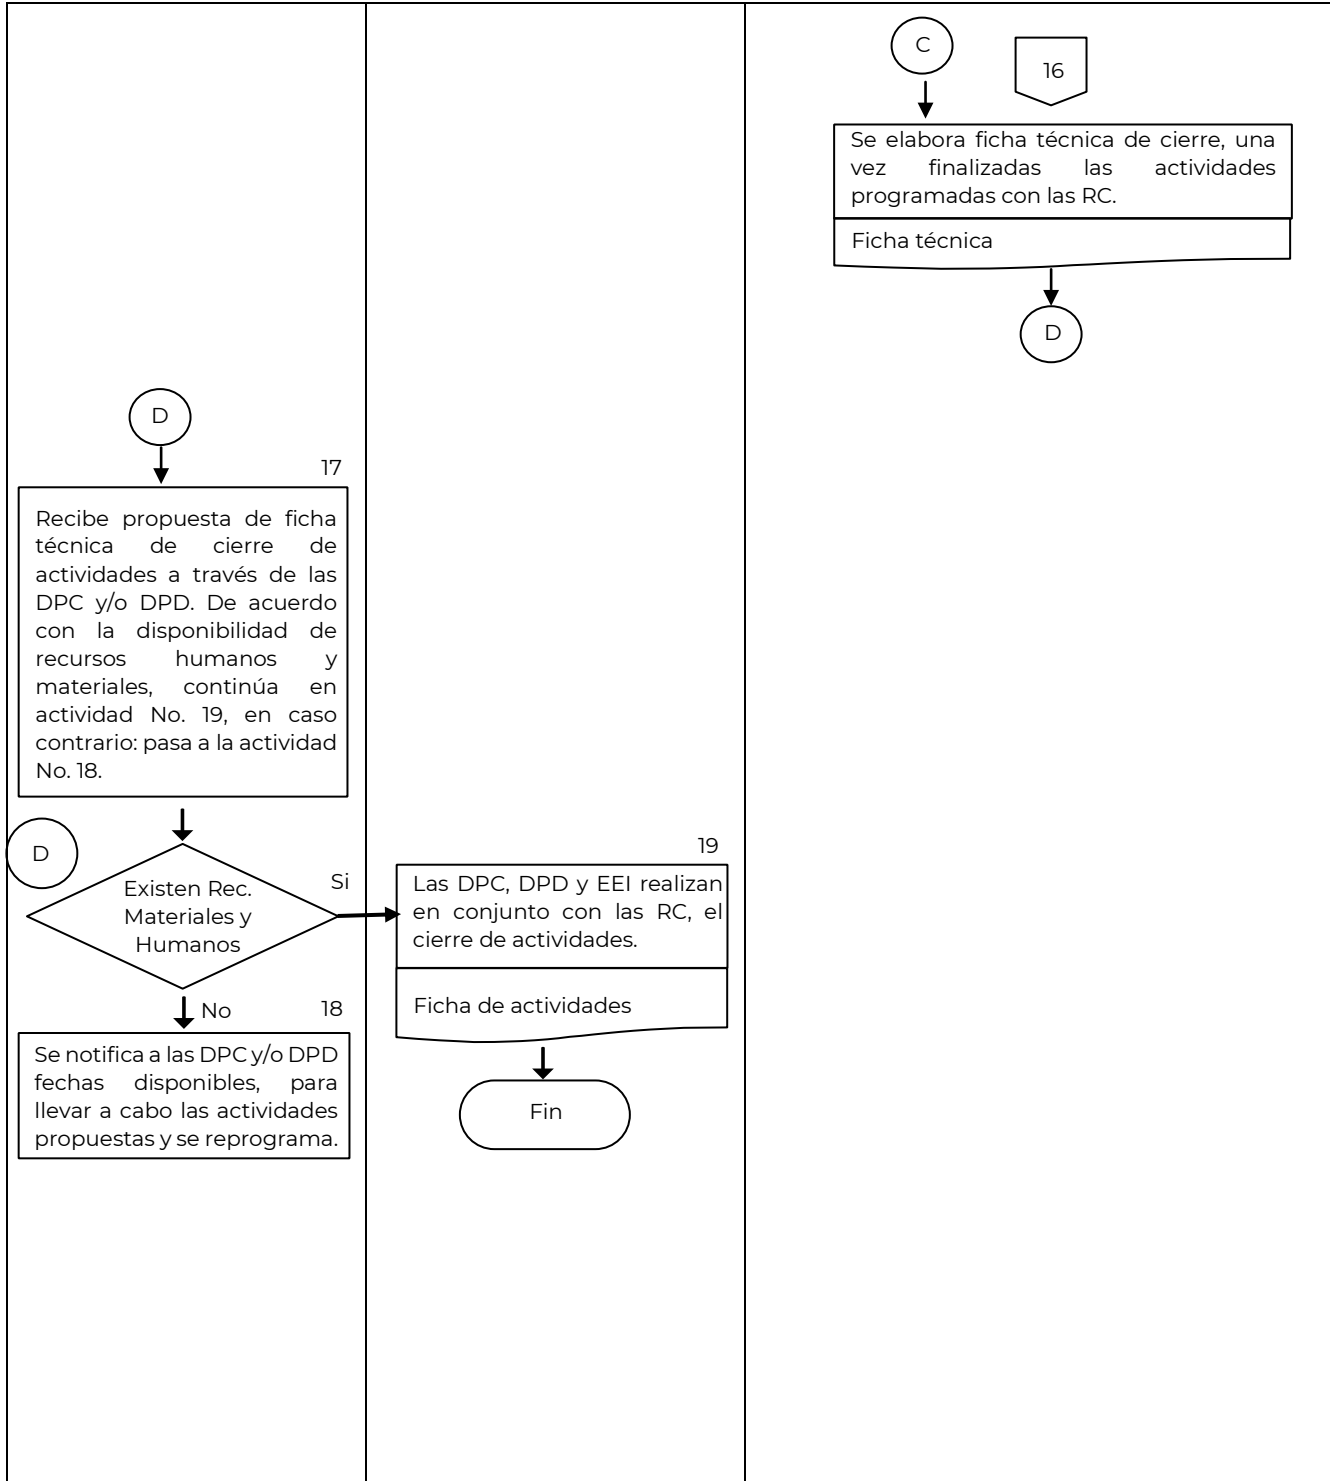 C
16
Se elabora ficha técnica de cierre, una
vez finalizadas las actividades
programadas con las RC.
Ficha técnica
D
D
17
Recibe propuesta de ficha
técnica de cierre de
actividades a través de las
DPC y/o DPD. De acuerdo
con la disponibilidad de
recursos humanos y
materiales, continúa en
actividad No. 19, en caso
contrario: pasa a la actividad
No. 18.
D
Existen Rec.
Materiales y
Humanos
Si
No
18
Se notifica a las DPC y/o DPD
fechas disponibles, para
llevar a cabo las actividades
propuestas y se reprograma.
19
Las DPC, DPD y EEI realizan
en conjunto con las RC, el
cierre de actividades.
Ficha de actividades
Fin